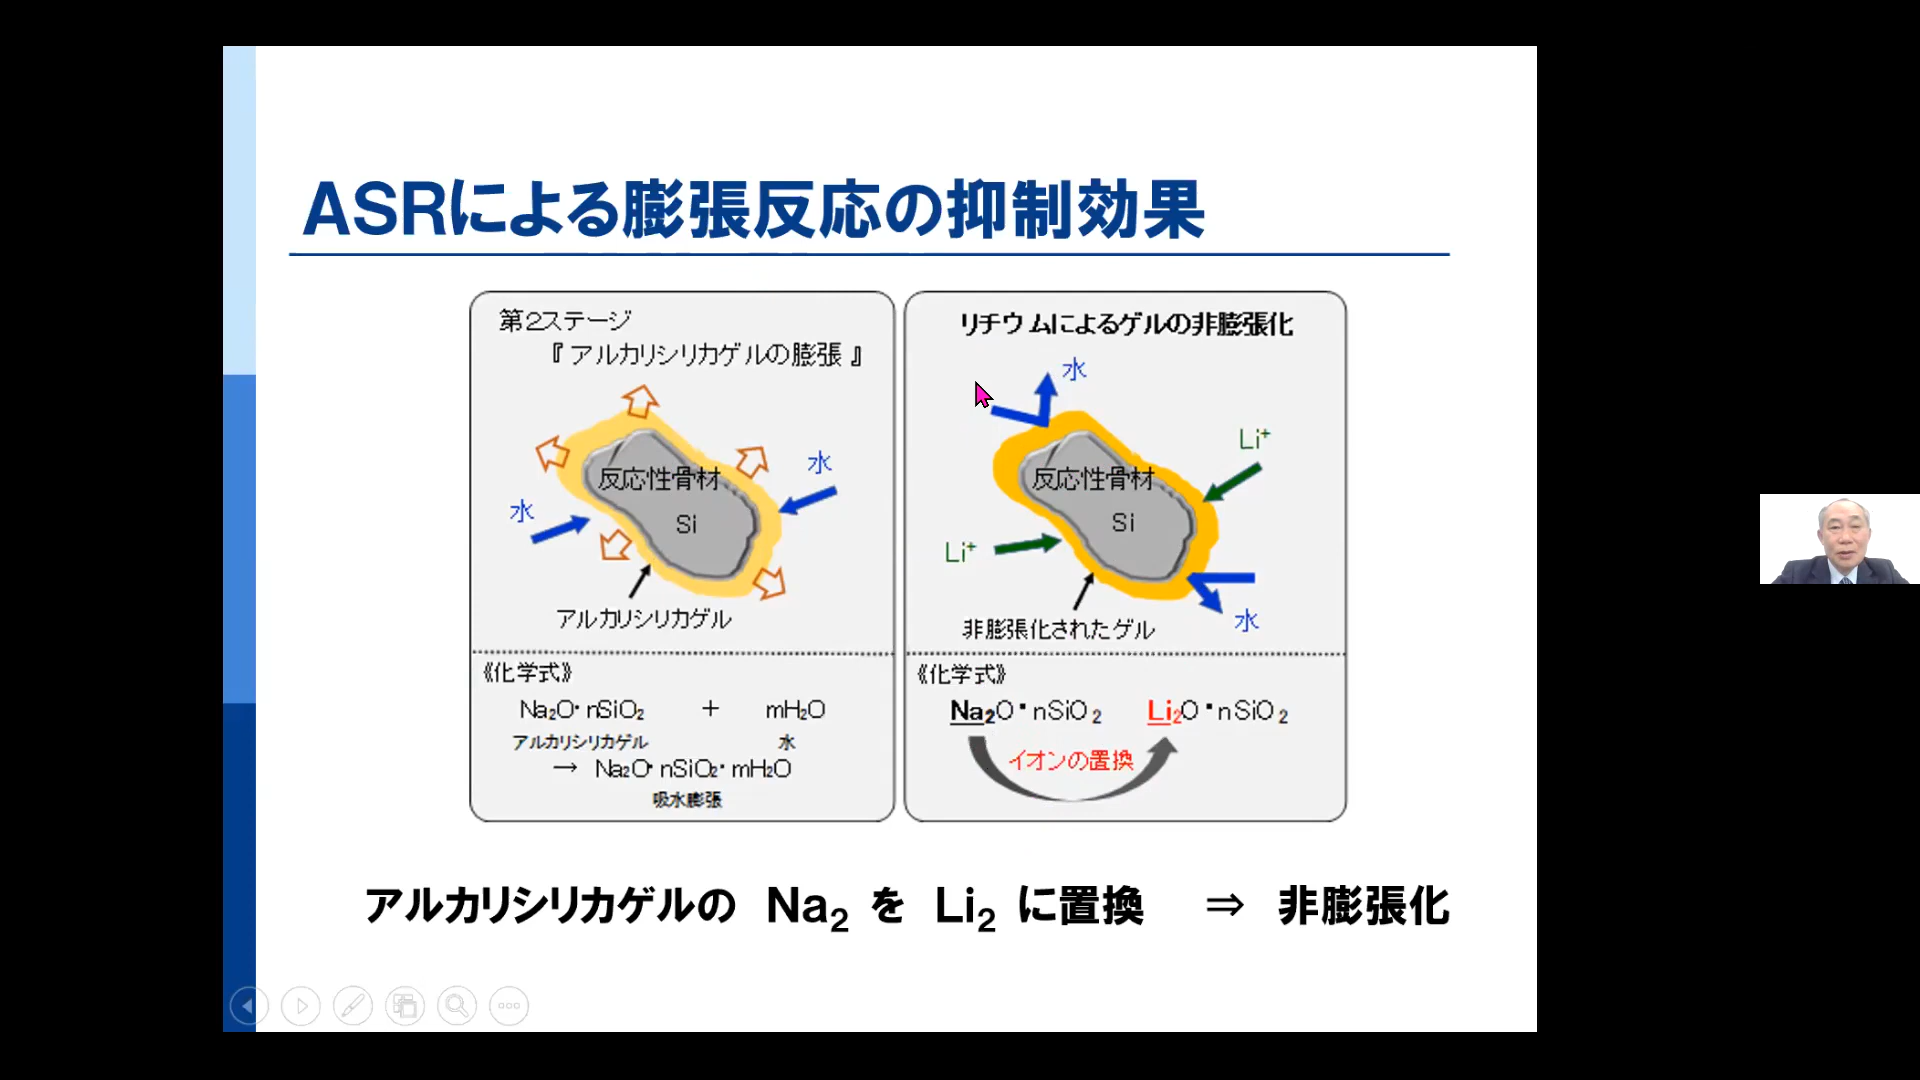 ASRによる膨張反応の抑制効果
第2ステージ
『 アルカリシリカゲルの膨張 』
水
反応性骨材
水
Si
アルカリシリカゲル
《化学式》
Na₂O・nSiO₂ + mH₂O
アルカリシリカゲル 水
→ Na₂O・nSiO₂・mH₂O
吸水膨張
リチウムによるゲルの非膨張化
水
Li⁺
反応性骨材
Si
Li⁺
水
非膨張化されたゲル
《化学式》
Na₂O・nSiO₂ Li₂O・nSiO₂
イオンの置換
アルカリシリカゲルの Na₂ を Li₂ に置換 ⇒ 非膨張化